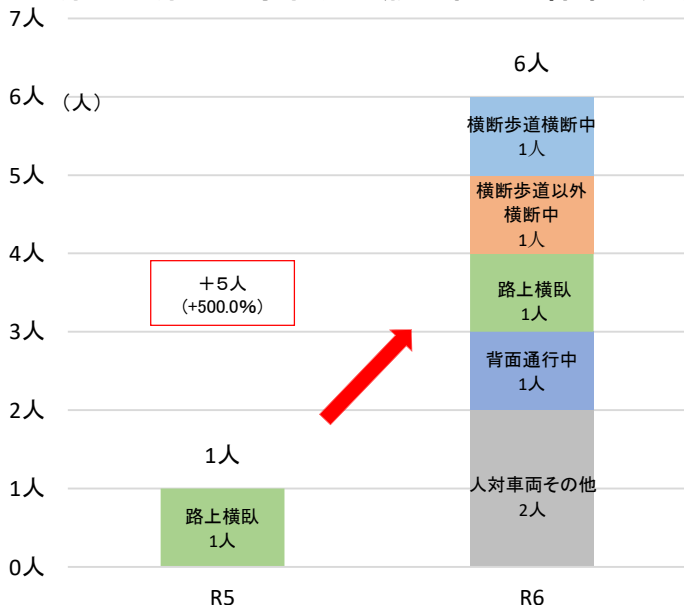 7人
6人
(人)
5人
4人
3人
2人
1人
0人
+5人
(+500.0%)
1人
路上横臥
1人
R5
6人
横断歩道横断中
1人
横断歩道以外
横断中
1人
路上横臥
1人
背面通行中
1人
人対車両その他
2人
R6